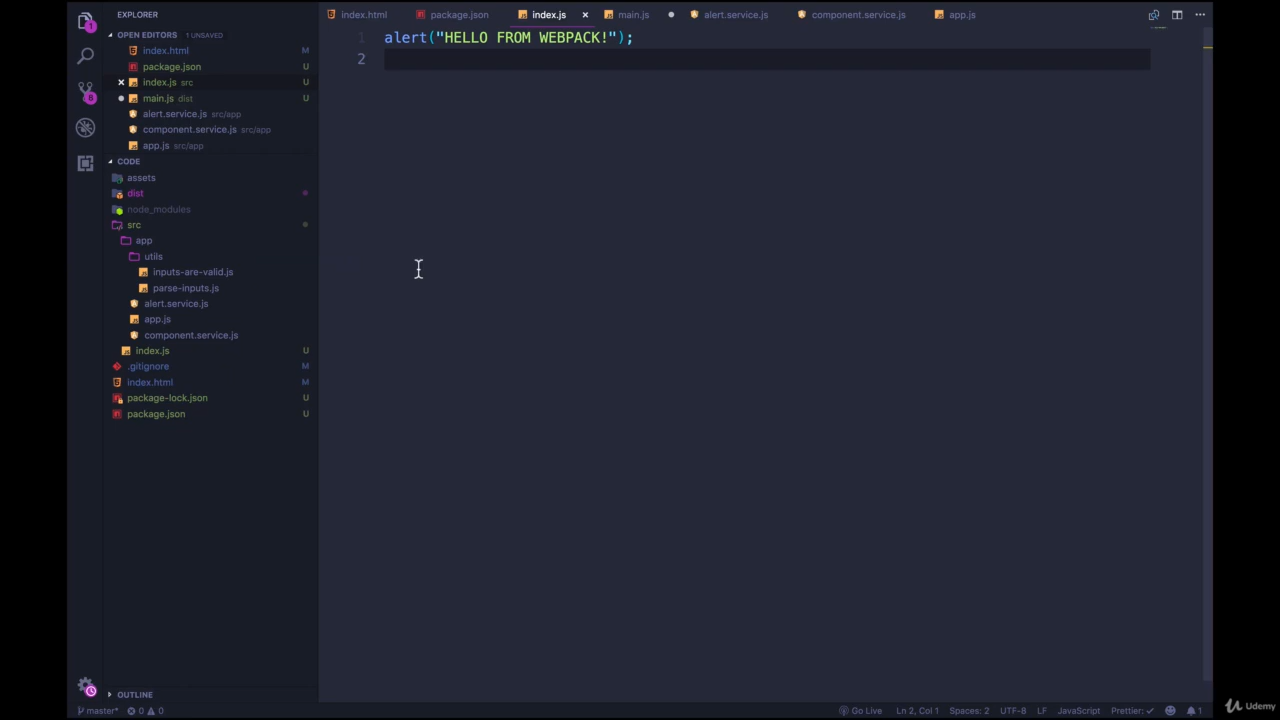 EXPLORER
OPEN EDITORS 1 UNSAVED
index.html M
package.json
index.js src U
main.js dist U
alert.service.js src/app
component.service.js src/app
app.js src/app
CODE
assets
dist
node_modules
src
app
utils
inputs-are-valid.js
parse-inputs.js
alert.service.js
app.js
component.service.js
index.js U
.gitignore M
index.html M
package-lock.json U
package.json U
OUTLINE
1
8
index.html package.json index.js main.js alert.service.js component.service.js app.js
1 alert("HELLO FROM WEBPACK!");
2
master* 0 0 Go Live Ln 2, Col 1 Spaces: 2 UTF-8 LF JavaScript Prettier: ✓ 1
Udemy